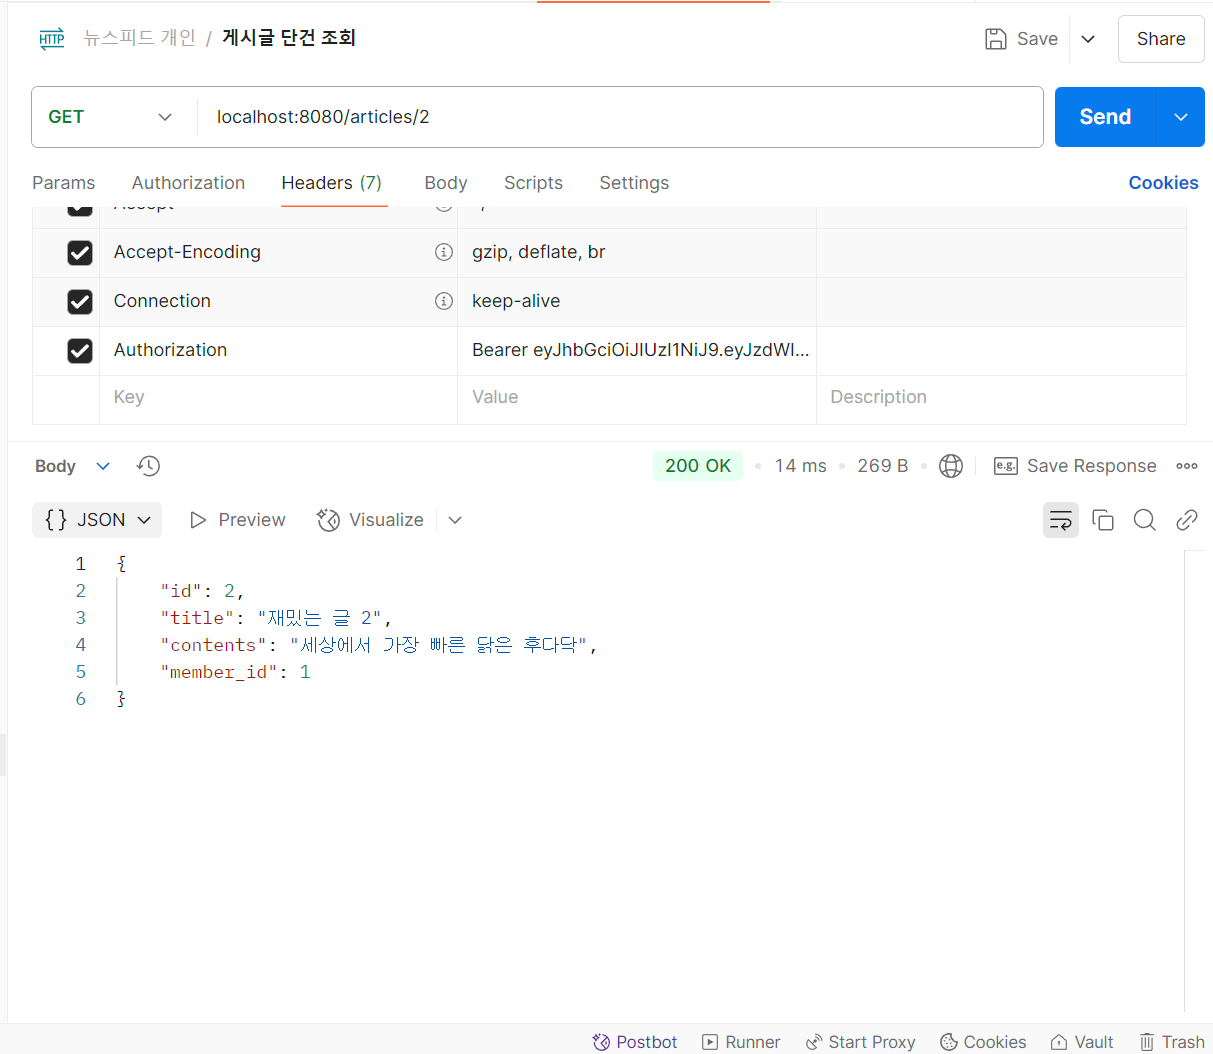 HTTP 뉴스피드 개인 / 게시글 단건 조회 Save Share
GET localhost:8080/articles/2 Send
Params Authorization Headers (7) Body Scripts Settings Cookies
Accept
Accept-Encoding gzip, deflate, br
Connection keep-alive
Authorization Bearer eyJhbGciOiJIUzI1NiJ9.eyJzdWI...
Key Value Description
Body 200 OK 14 ms 269 B e.g. Save Response
{} JSON Preview Visualize
1 {
2 "id": 2,
3 "title": "재밌는 글 2",
4 "contents": "세상에서 가장 빠른 닭은 후다닥",
5 "member_id": 1
6 }
Postbot Runner Start Proxy Cookies Vault Trash